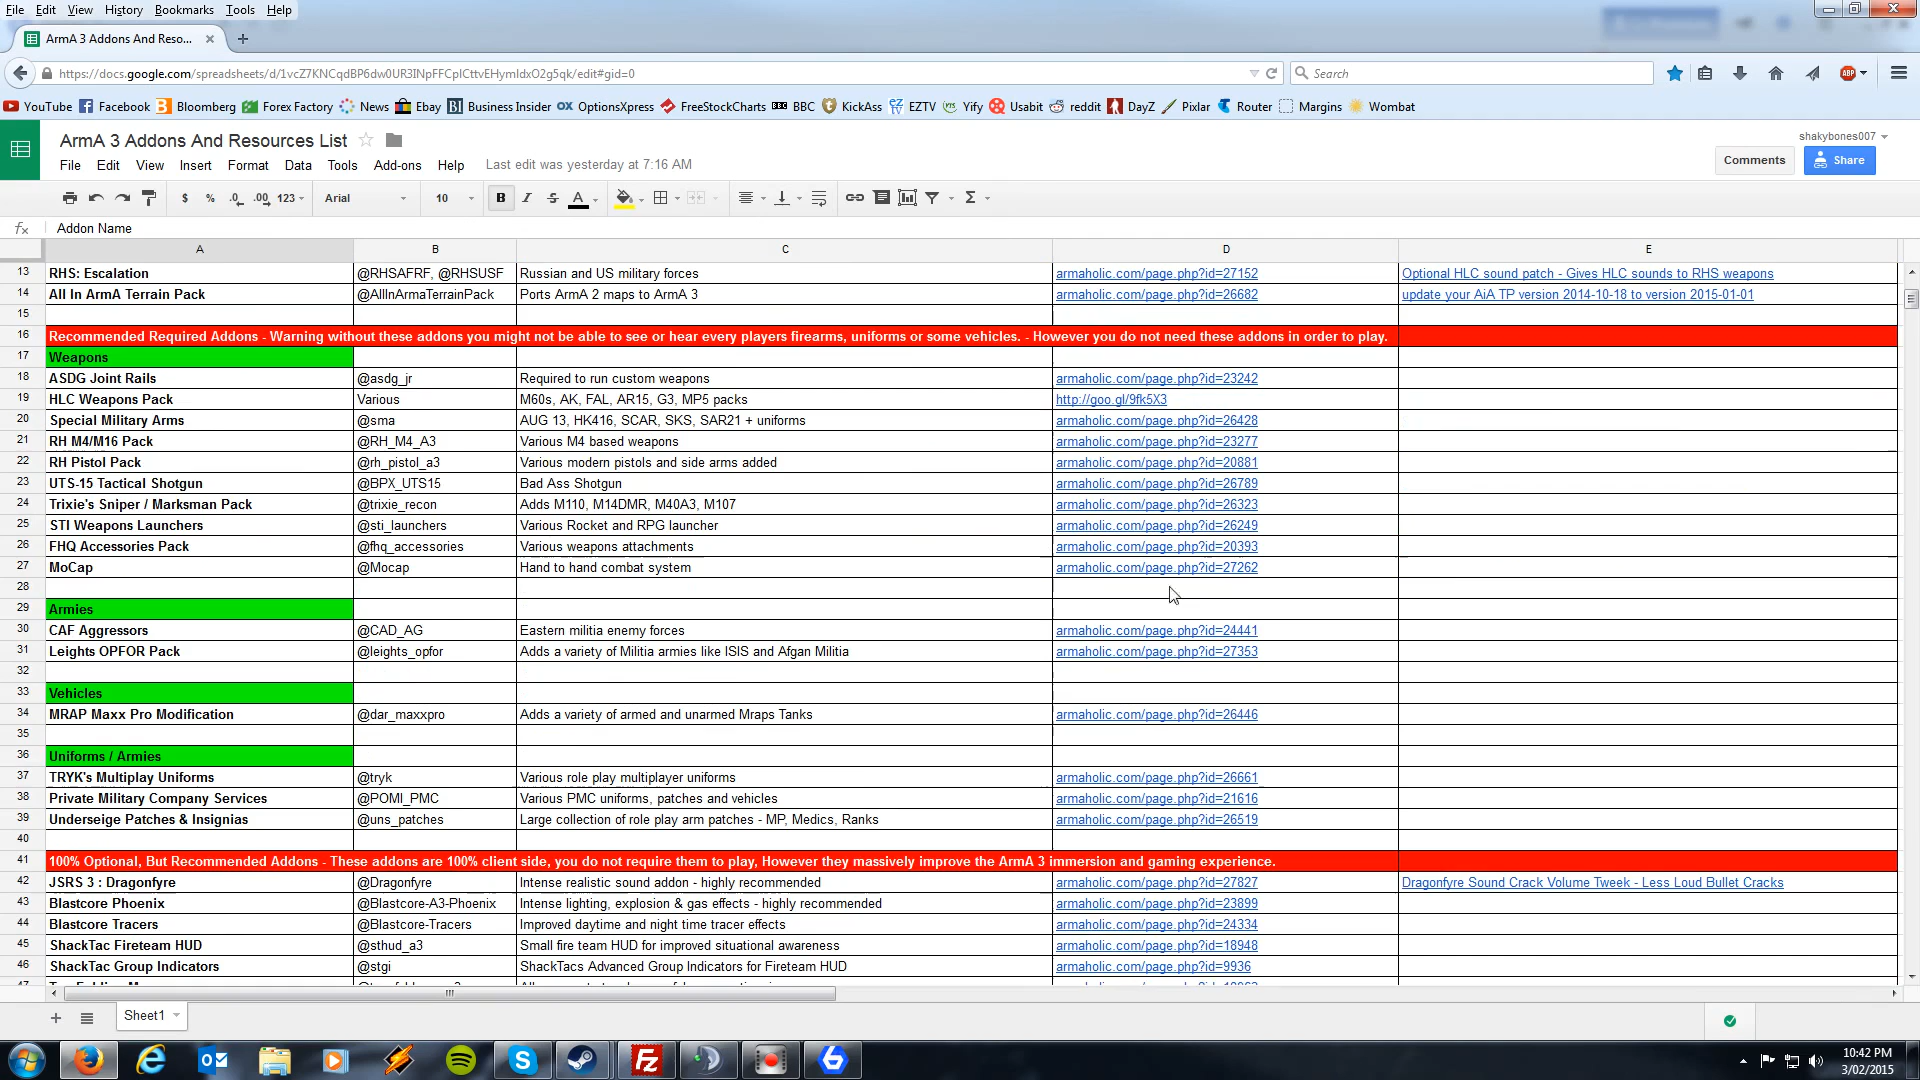 File Edit View History Bookmarks Tools Help
ArmA 3 Addons And Reso...
https://docs.google.com/spreadsheets/d/1vcZ7KNCqdBP6dw0UR3INpFFCplCttvEHymIdxO2g5qk/edit#gid=0 Search ABP
YouTube Facebook Bloomberg Forex Factory News Ebay BI Business Insider OX OptionsXpress FreeStockCharts BBC BBC KickAss EZTV Yify Usabit reddit DayZ Pixlar Router Margins Wombat
ArmA 3 Addons And Resources List shakybones007
File Edit View Insert Format Data Tools Add-ons Help Last edit was yesterday at 7:16 AM Comments Share
$ % .0 .00 123 Arial 10 B I S A Σ
fx Addon Name
A B C D E
13 RHS: Escalation @RHSAFRF, @RHSUSF Russian and US military forces armaholic.com/page.php?id=27152 Optional HLC sound patch - Gives HLC sounds to RHS weapons
14 All In ArmA Terrain Pack @AllInArmaTerrainPack Ports ArmA 2 maps to ArmA 3 armaholic.com/page.php?id=26682 update your AiA TP version 2014-10-18 to version 2015-01-01
15
16 Recommended Required Addons - Warning without these addons you might not be able to see or hear every players firearms, uniforms or some vehicles. - However you do not need these addons in order to play.
17 Weapons
18 ASDG Joint Rails @asdg_jr Required to run custom weapons armaholic.com/page.php?id=23242
19 HLC Weapons Pack Various M60s, AK, FAL, AR15, G3, MP5 packs http://goo.gl/9fk5X3
20 Special Military Arms @sma AUG 13, HK416, SCAR, SKS, SAR21 + uniforms armaholic.com/page.php?id=26428
21 RH M4/M16 Pack @RH_M4_A3 Various M4 based weapons armaholic.com/page.php?id=23277
22 RH Pistol Pack @rh_pistol_a3 Various modern pistols and side arms added armaholic.com/page.php?id=20881
23 UTS-15 Tactical Shotgun @BPX_UTS15 Bad Ass Shotgun armaholic.com/page.php?id=26789
24 Trixie's Sniper / Marksman Pack @trixie_recon Adds M110, M14DMR, M40A3, M107 armaholic.com/page.php?id=26323
25 STI Weapons Launchers @sti_launchers Various Rocket and RPG launcher armaholic.com/page.php?id=26249
26 FHQ Accessories Pack @fhq_accessories Various weapons attachments armaholic.com/page.php?id=20393
27 MoCap @Mocap Hand to hand combat system armaholic.com/page.php?id=27262
28
29 Armies
30 CAF Aggressors @CAD_AG Eastern militia enemy forces armaholic.com/page.php?id=24441
31 Leights OPFOR Pack @leights_opfor Adds a variety of Militia armies like ISIS and Afgan Militia armaholic.com/page.php?id=27353
32
33 Vehicles
34 MRAP Maxx Pro Modification @dar_maxxpro Adds a variety of armed and unarmed Mraps Tanks armaholic.com/page.php?id=26446
35
36 Uniforms / Armies
37 TRYK's Multiplay Uniforms @tryk Various role play multiplayer uniforms armaholic.com/page.php?id=26661
38 Private Military Company Services @POMI_PMC Various PMC uniforms, patches and vehicles armaholic.com/page.php?id=21616
39 Underseige Patches & Insignias @uns_patches Large collection of role play arm patches - MP, Medics, Ranks armaholic.com/page.php?id=26519
40
41 100% Optional, But Recommended Addons - These addons are 100% client side, you do not require them to play, However they massively improve the ArmA 3 immersion and gaming experience.
42 JSRS 3 : Dragonfyre @Dragonfyre Intense realistic sound addon - highly recommended armaholic.com/page.php?id=27827 Dragonfyre Sound Crack Volume Tweek - Less Loud Bullet Cracks
43 Blastcore Phoenix @Blastcore-A3-Phoenix Intense lighting, explosion & gas effects - highly recommended armaholic.com/page.php?id=23899
44 Blastcore Tracers @Blastcore-Tracers Improved daytime and night time tracer effects armaholic.com/page.php?id=24334
45 ShackTac Fireteam HUD @sthud_a3 Small fire team HUD for improved situational awareness armaholic.com/page.php?id=18948
46 ShackTac Group Indicators @stgi ShackTacs Advanced Group Indicators for Fireteam HUD armaholic.com/page.php?id=9936
47
Sheet1
10:42 PM
3/02/2015